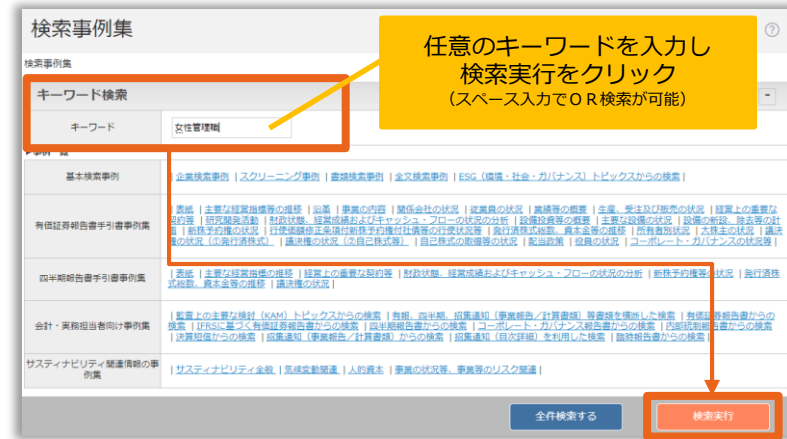 検索事例集
?
任意のキーワードを入力し
検索実行をクリック
(スペース入力でＯＲ検索が可能)
検索事例集
キーワード検索
-
キーワード
女性管理職
基本検索事例
| 企業検索事例 | スクリーニング事例 | 書類検索事例 | 全文検索事例 | ESG（環境・社会・ガバナンス）トピックスからの検索 |
有価証券報告書手引書事例集
| 表紙 | 主要な経営指標等の推移 | 沿革 | 事業の内容 | 関係会社の状況 | 従業員の状況 | 業績等の概要 | 生産、受注及び販売の状況 | 経営上の重要な
契約等 | 研究開発活動 | 財政状態、経営成績およびキャッシュ・フローの状況の分析 | 設備投資等の概要 | 主要な設備の状況 | 設備の新設、除去等の計
画 | 新株予約権の状況 | 行使価額修正条項付新株予約権付社債等の行使状況等 | 発行済株式総数、資本金等の推移 | 所有者別状況 | 大株主の状況 | 議決
権の状況（①発行済株式） | 議決権の状況（②自己株式等） | 自己株式の取得等の状況 | 配当政策 | 役員の状況 | コーポレート・ガバナンスの状況等 |
四半期報告書手引書事例集
| 表紙 | 主要な経営指標の推移 | 経営上の重要な契約等 | 財政状態、経営成績およびキャッシュ・フローの状況の分析 | 新株予約権等の状況 | 発行済株
式総数、資本金等の推移 | 議決権の状況 |
会計・実務担当者向け事例集
| 監査上の主要な検討（KAM）トピックスからの検索 | 有報、四半期、招集通知（事業報告／計算書類）等書類を横断した検索 | 有価証券報告書からの
検索 | IFRSに基づく有価証券報告書からの検索 | 四半期報告書からの検索 | コーポレート・ガバナンス報告書からの検索 | 内部統制報告書からの検索
| 決算短信からの検索 | 招集通知（事業報告／計算書類）からの検索 | 招集通知（目次詳細）を利用した検索 | 臨時報告書からの検索 |
サスティナビリティ関連情報の事
例集
| サスティナビリティ全般 | 気候変動関連 | 人的資本 | 事業の状況等、事業等のリスク関連 |
全件検索する
検索実行